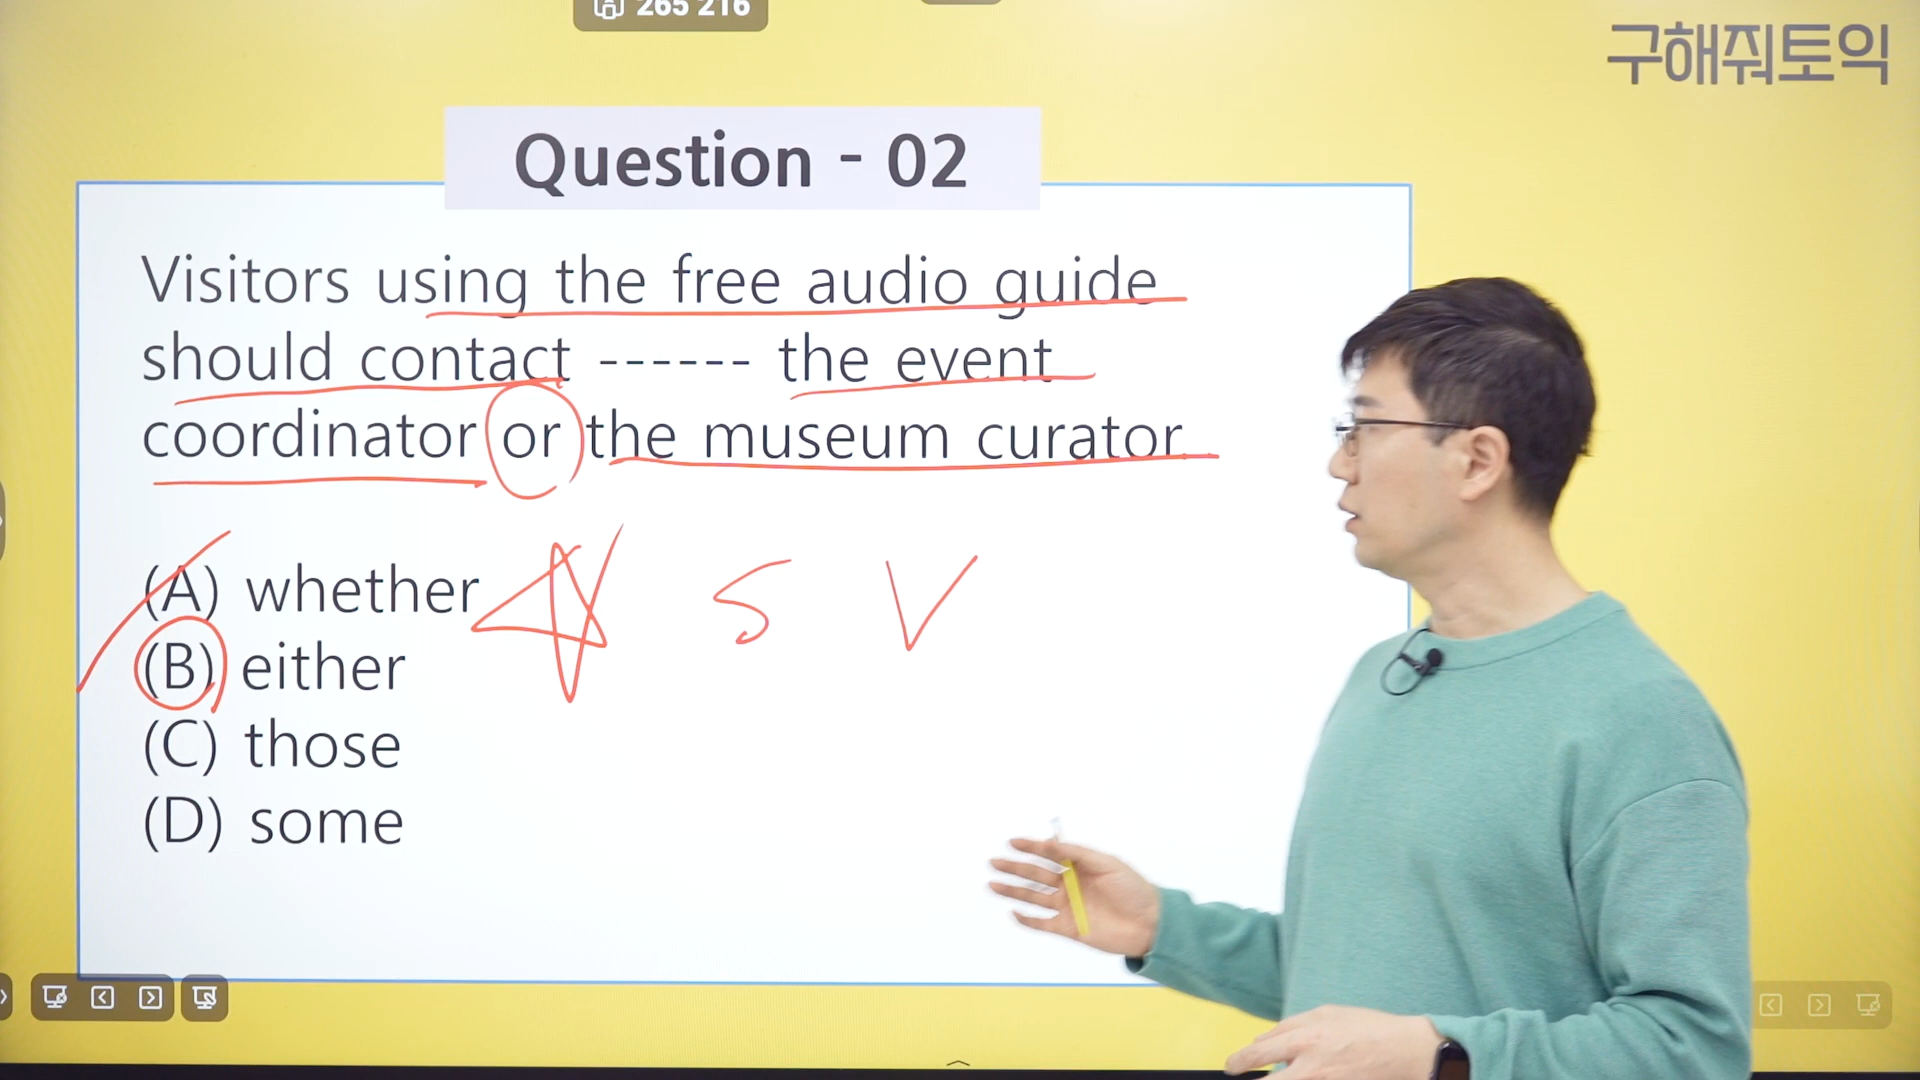 265 216
구해줘토익
Question - 02
Visitors using the free audio guide
should contact ------ the event
coordinator or the museum curator.
(A) whether
S V
(B) either
(C) those
(D) some